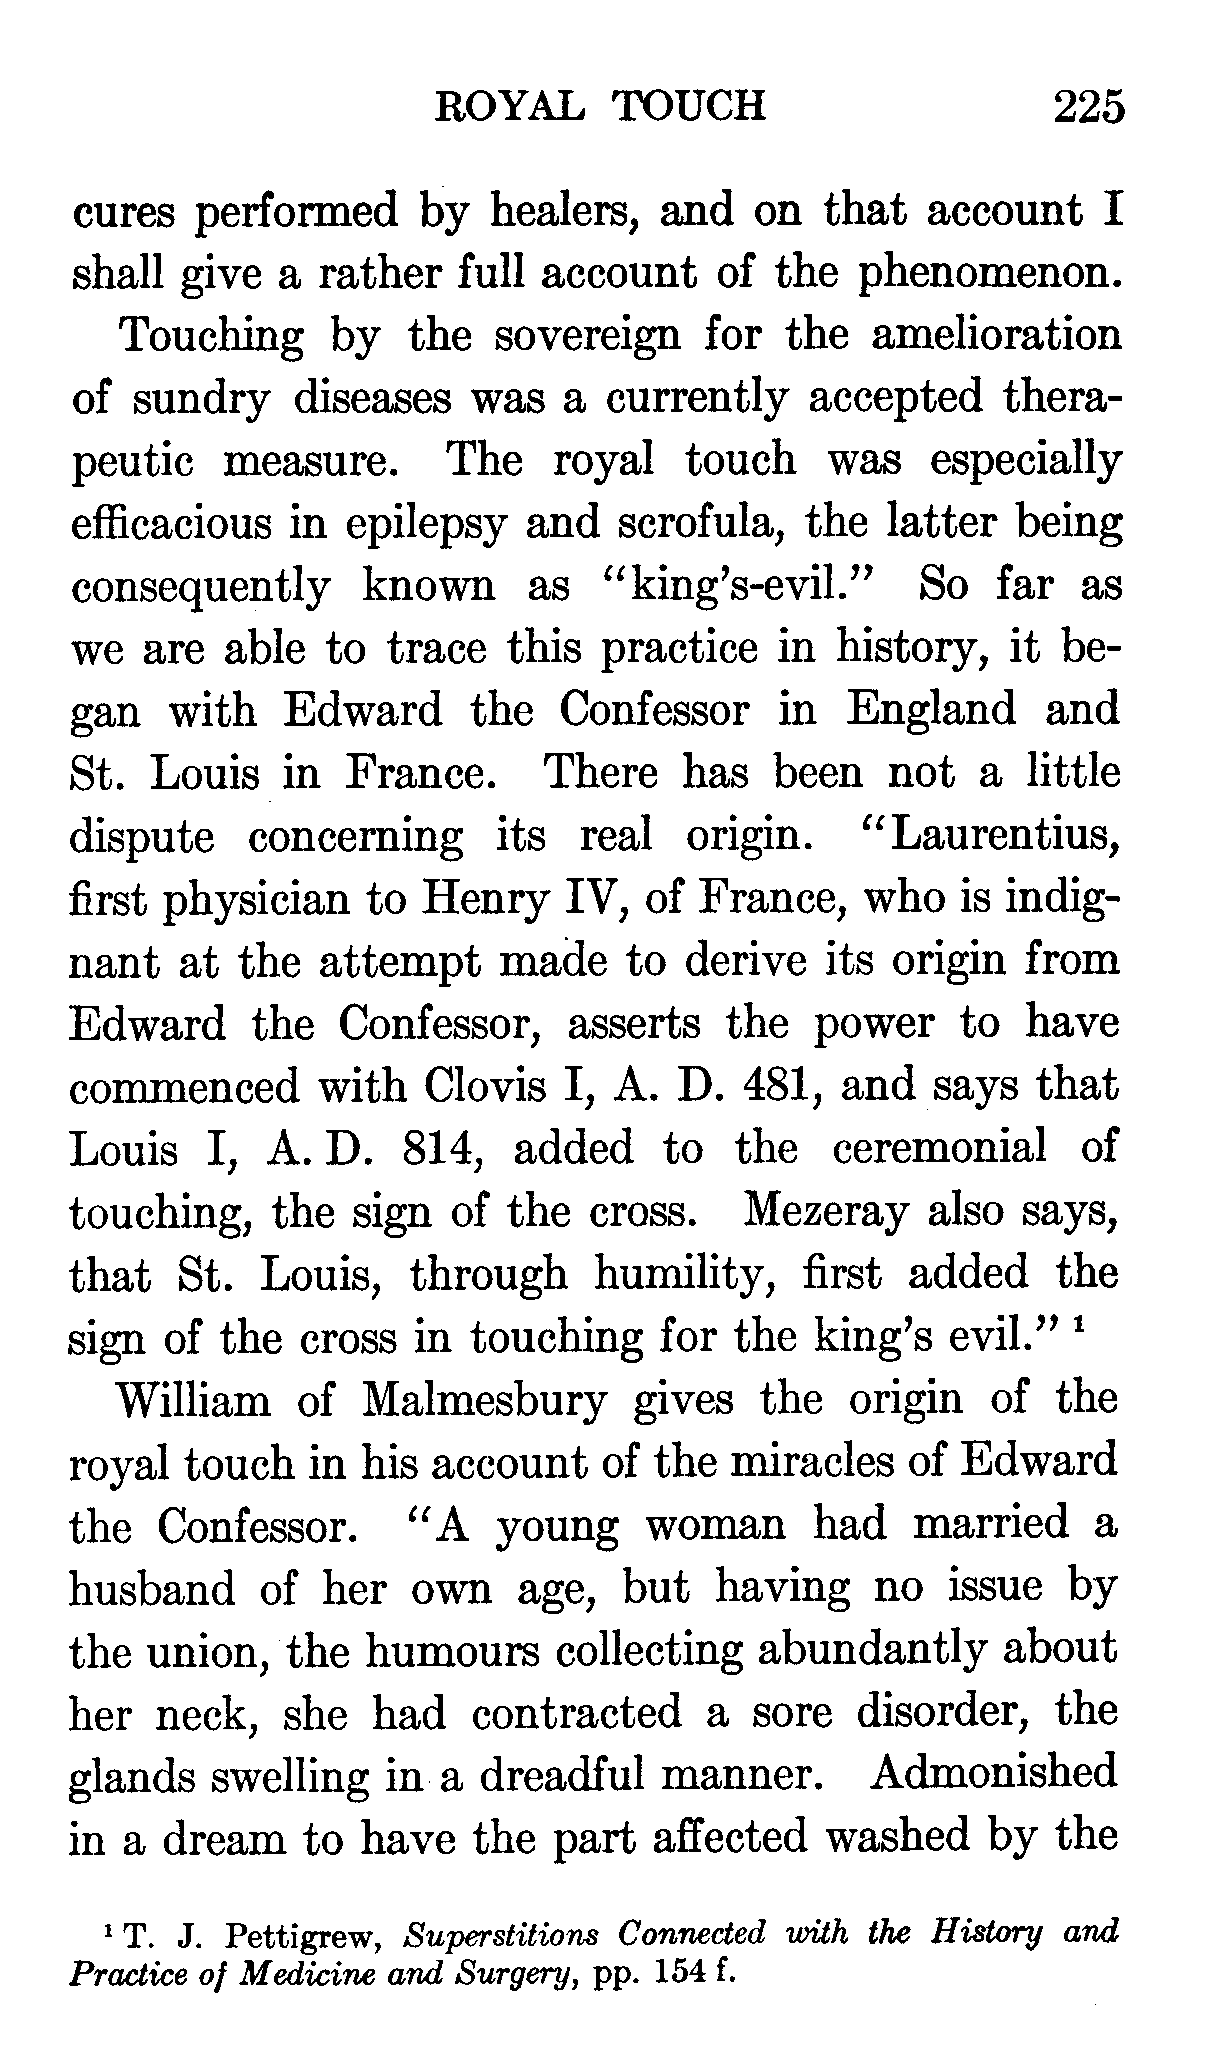 ROYAL TOUCH 225
cures performed by healers, and on that account I
shall give a rather full account of the phenomenon.
Touching by the sovereign for the amelioration
of sundry diseases was a currently accepted thera-
peutic measure. The royal touch was especially
efficacious in epilepsy and scrofula, the latter being
consequently known as “king’s-evil.” So far as
we are able to trace this practice in history, it be-
gan with Edward the Confessor in England and
St. Louis in France. There has been not a little
dispute concerning its real origin. “Laurentius,
first physician to Henry IV, of France, who is indig-
nant at the attempt made to derive its origin from
Edward the Confessor, asserts the power to have
commenced with Clovis I, A. D. 481, and says that
Louis I, A. D. 814, added to the ceremonial of
touching, the sign of the cross. Mezeray also says,
that St. Louis, through humility, first added the
sign of the cross in touching for the king’s evil.” ¹
William of Malmesbury gives the origin of the
royal touch in his account of the miracles of Edward
the Confessor. “A young woman had married a
husband of her own age, but having no issue by
the union, the humours collecting abundantly about
her neck, she had contracted a sore disorder, the
glands swelling in a dreadful manner. Admonished
in a dream to have the part affected washed by the
¹ T. J. Pettigrew, Superstitions Connected with the History and
Practice of Medicine and Surgery, pp. 154 f.